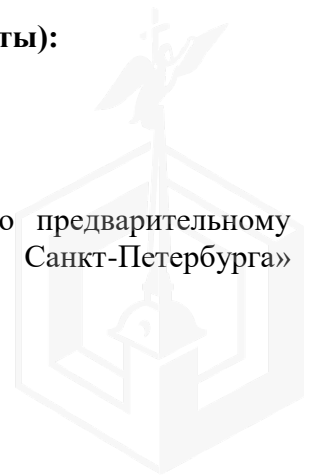 ты):
о предварительному
Санкт-Петербурга»